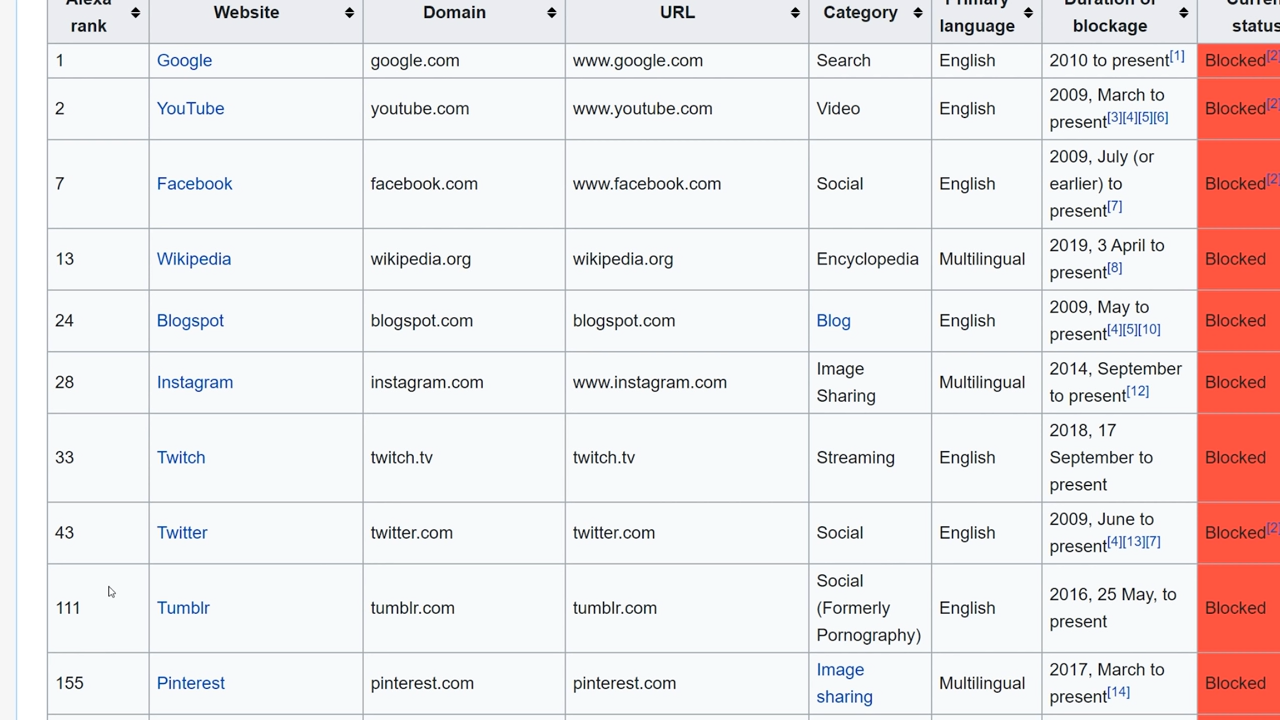 Alexa rank Website Domain URL Category Primary language Duration of blockage
1 Google google.com www.google.com Search English 2010 to present[1] Blocked[2]
2 YouTube youtube.com www.youtube.com Video English 2009, March to present[3][4][5][6] Blocked[2]
7 Facebook facebook.com www.facebook.com Social English 2009, July (or earlier) to present[7] Blocked[2]
13 Wikipedia wikipedia.org wikipedia.org Encyclopedia Multilingual 2019, 3 April to present[8] Blocked
24 Blogspot blogspot.com blogspot.com Blog English 2009, May to present[4][5][10] Blocked
28 Instagram instagram.com www.instagram.com Image Sharing Multilingual 2014, September to present[12] Blocked
33 Twitch twitch.tv twitch.tv Streaming English 2018, 17 September to present Blocked
43 Twitter twitter.com twitter.com Social English 2009, June to present[4][13][7] Blocked[2]
111 Tumblr tumblr.com tumblr.com Social (Formerly Pornography) English 2016, 25 May, to present Blocked
155 Pinterest pinterest.com pinterest.com Image sharing Multilingual 2017, March to present[14] Blocked